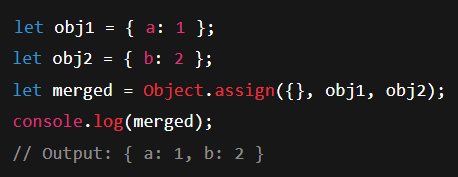 let obj1 = { a: 1 };
let obj2 = { b: 2 };
let merged = Object.assign({}, obj1, obj2);
console.log(merged);
// Output: { a: 1, b: 2 }